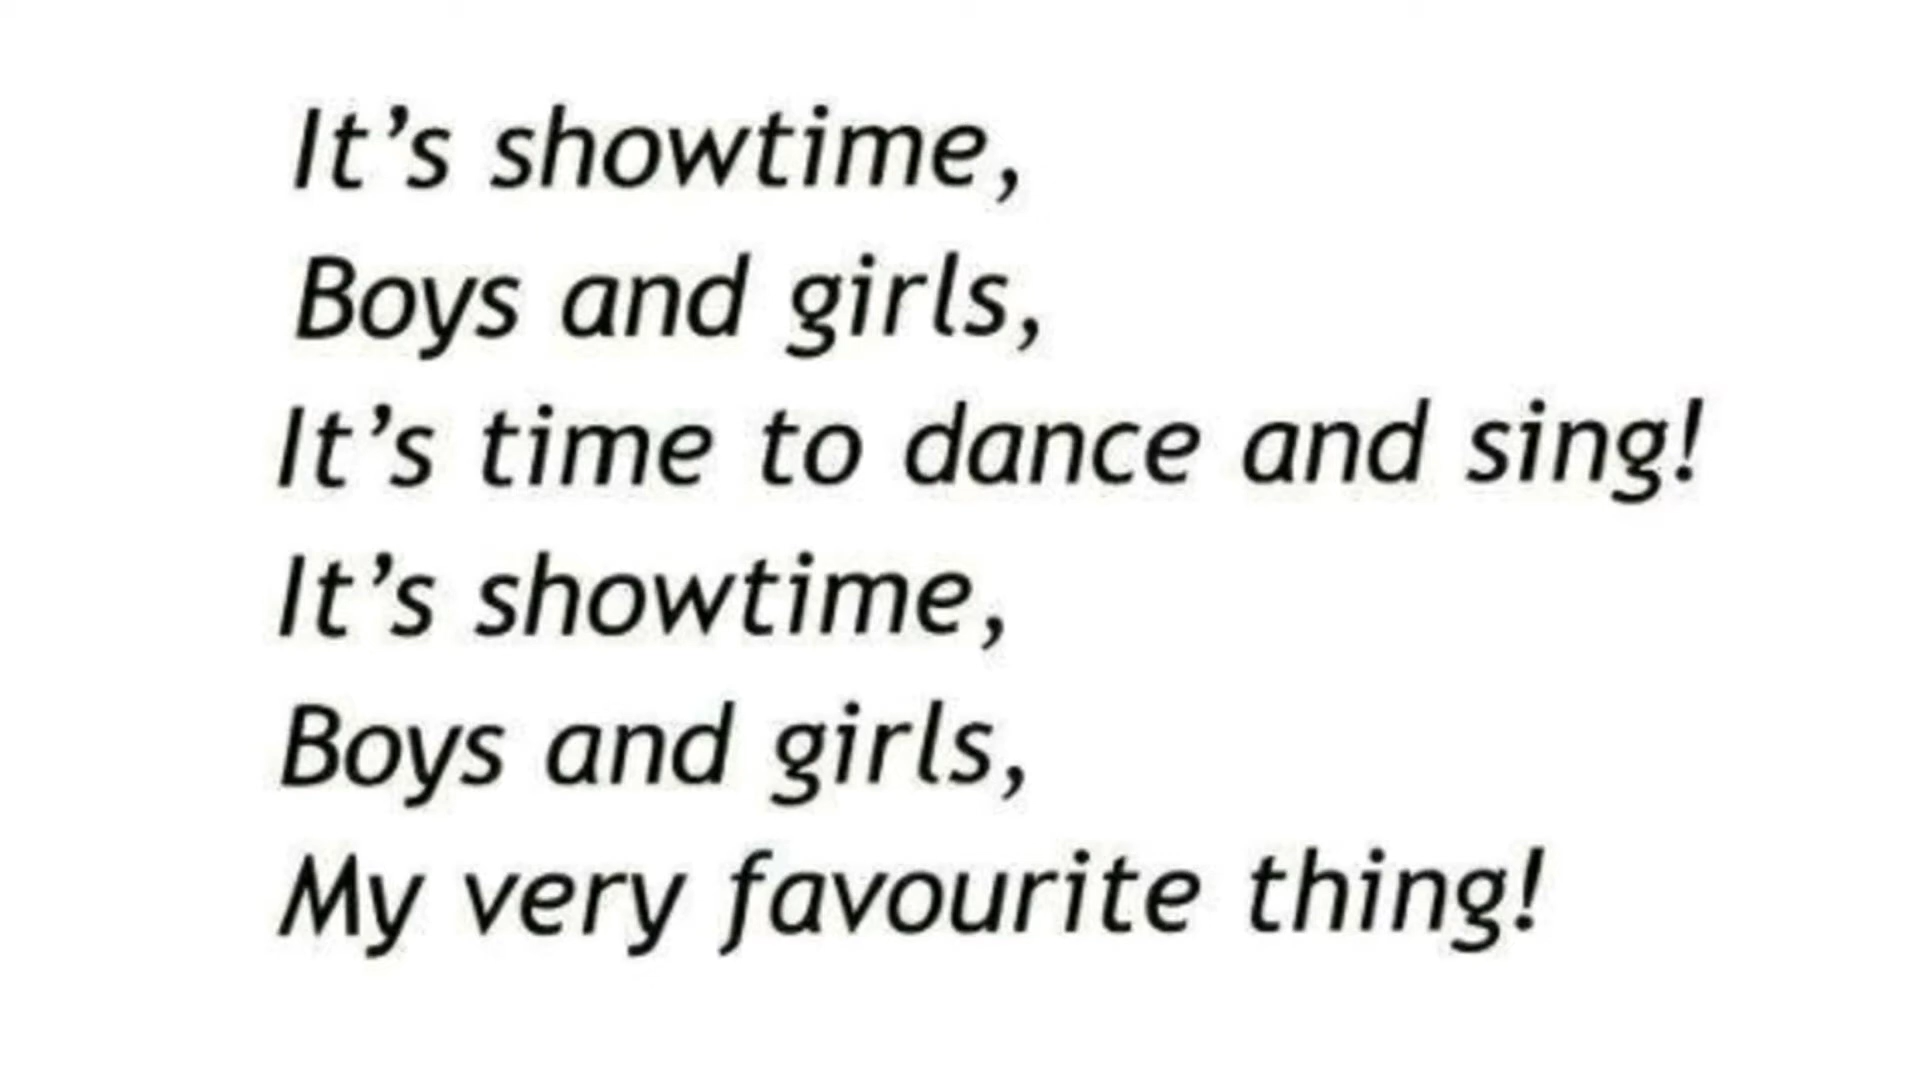 It’s showtime,
Boys and girls,
It’s time to dance and sing!
It’s showtime,
Boys and girls,
My very favourite thing!